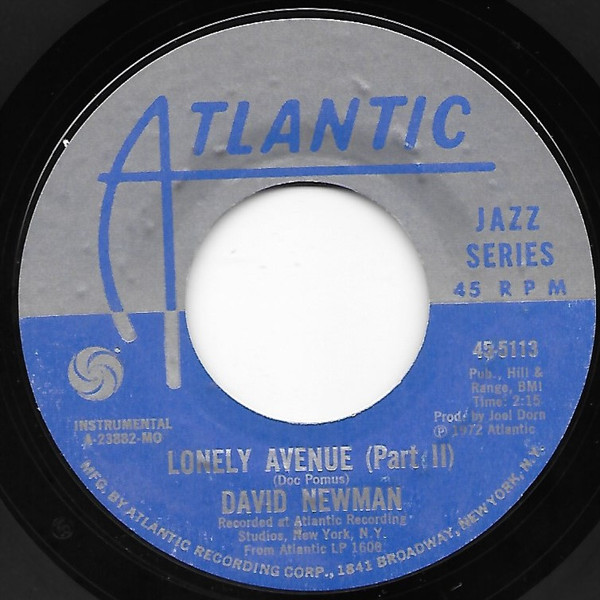 ATLANTIC
JAZZ
SERIES
45 RPM
45-5113
Pub., Hill &
Range, BMI
Time: 2:15
Prod. by Joel Dorn
℗ 1972 Atlantic
INSTRUMENTAL
A-23882-MO
LONELY AVENUE (Part II)
(Doc Pomus)
DAVID NEWMAN
Recorded at Atlantic Recording
Studios, New York, N.Y.
From Atlantic LP 1600
MFG. BY ATLANTIC RECORDING CORP., 1841 BROADWAY, NEW YORK, N.Y.